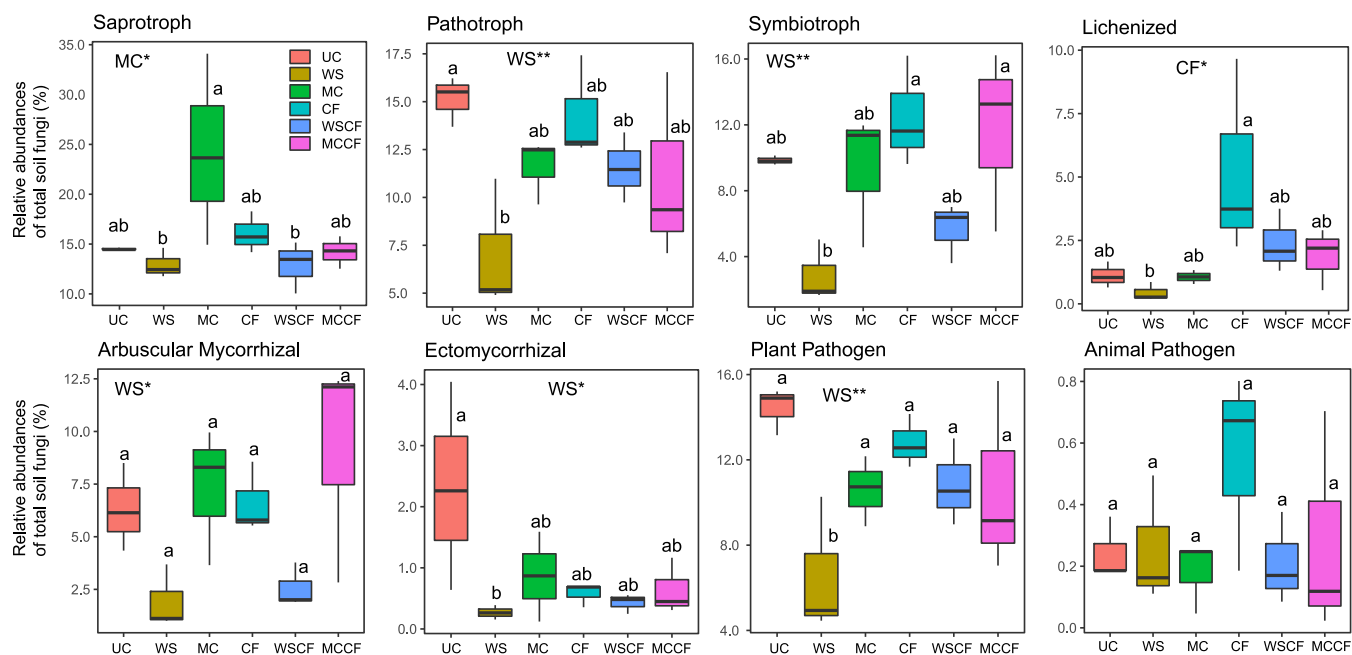 Saprotroph
Relative abundances
of total soil fungi (%)
35.0
30.0
25.0
20.0
15.0
10.0
MC*
UC
WS
MC
CF
WSCF
MCCF
ab
b
a
ab
b
ab
UC WS MC CF WSCF MCCF
Pathotroph
17.5
15.0
12.5
10.0
7.5
5.0
WS**
a
b
ab
ab
ab
ab
UC WS MC CF WSCF MCCF
Symbiotroph
16.0
12.0
8.0
4.0
WS**
ab
b
ab
a
ab
a
UC WS MC CF WSCF MCCF
Lichenized
10.0
7.5
5.0
2.5
0.0
CF*
ab
b
ab
a
ab
ab
UC WS MC CF WSCF MCCF
Arbuscular Mycorrhizal
Relative abundances
of total soil fungi (%)
12.5
10.0
7.5
5.0
2.5
WS*
a
a
a
a
a
a
UC WS MC CF WSCF MCCF
Ectomycorrhizal
4.0
3.0
2.0
1.0
0.0
WS*
a
b
ab
ab
ab
ab
UC WS MC CF WSCF MCCF
Plant Pathogen
16.0
12.0
8.0
4.0
WS**
a
b
a
a
a
a
UC WS MC CF WSCF MCCF
Animal Pathogen
0.8
0.6
0.4
0.2
0.0
a
a
a
a
a
a
UC WS MC CF WSCF MCCF